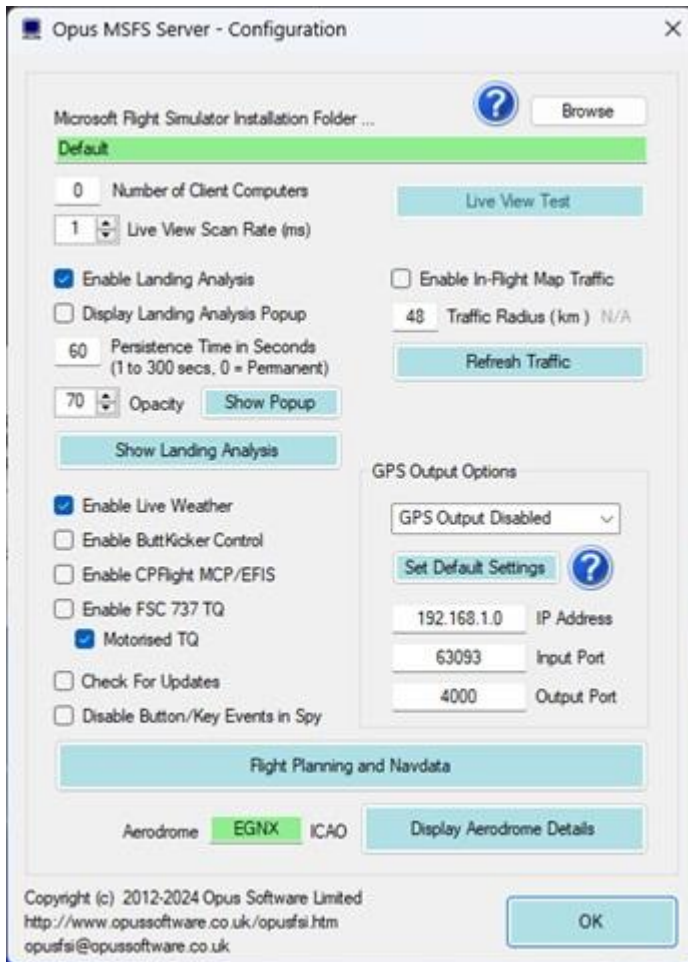 Opus MSFS Server - Configuration
Microsoft Flight Simulator Installation Folder ...
?
Browse
Default
0 Number of Client Computers
Live View Test
1 Live View Scan Rate (ms)
Enable Landing Analysis
Enable In-Flight Map Traffic
Display Landing Analysis Popup
48 Traffic Radius ( km ) N/A
60 Persistence Time in Seconds
(1 to 300 secs, 0 = Permanent)
Refresh Traffic
70 Opacity
Show Popup
Show Landing Analysis
GPS Output Options
Enable Live Weather
GPS Output Disabled
Enable ButtKicker Control
Enable CPFlight MCP/EFIS
Set Default Settings
?
Enable FSC 737 TQ
192.168.1.0 IP Address
Motorised TQ
63093 Input Port
Check For Updates
4000 Output Port
Disable Button/Key Events in Spy
Flight Planning and Navdata
Aerodrome EGNX ICAO
Display Aerodrome Details
Copyright (c) 2012-2024 Opus Software Limited
http://www.opussoftware.co.uk/opusfsi.htm
opusfsi@opussoftware.co.uk
OK